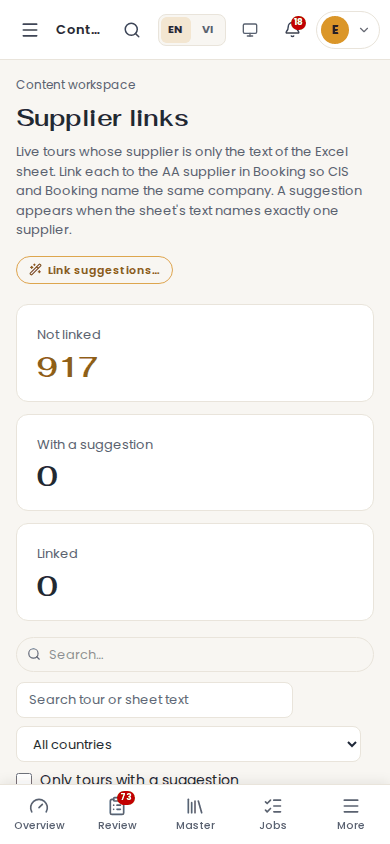 Cont...
EN
VI
18
E
Content workspace
Supplier links
Live tours whose supplier is only the text of the Excel
sheet. Link each to the AA supplier in Booking so CIS
and Booking name the same company. A suggestion
appears when the sheet's text names exactly one
supplier.
Link suggestions...
Not linked
917
With a suggestion
0
Linked
0
Search...
Search tour or sheet text
All countries
Only tours with a suggestion
73
Overview
Review
Master
Jobs
More